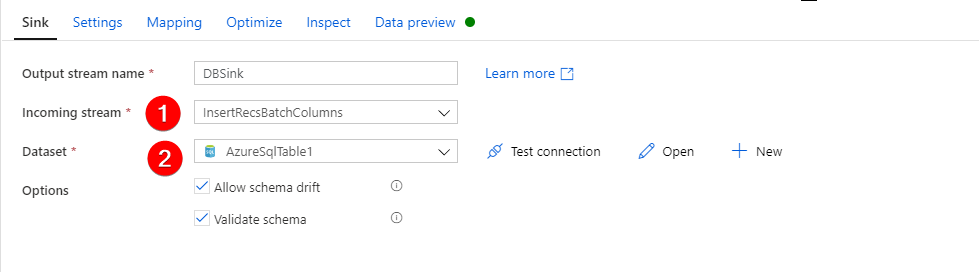 Sink Settings Mapping Optimize Inspect Data preview
Output stream name * DBSink Learn more
Incoming stream * 1 InsertRecsBatchColumns
Dataset * 2 AzureSqlTable1 Test connection Open New
Options Allow schema drift
Validate schema